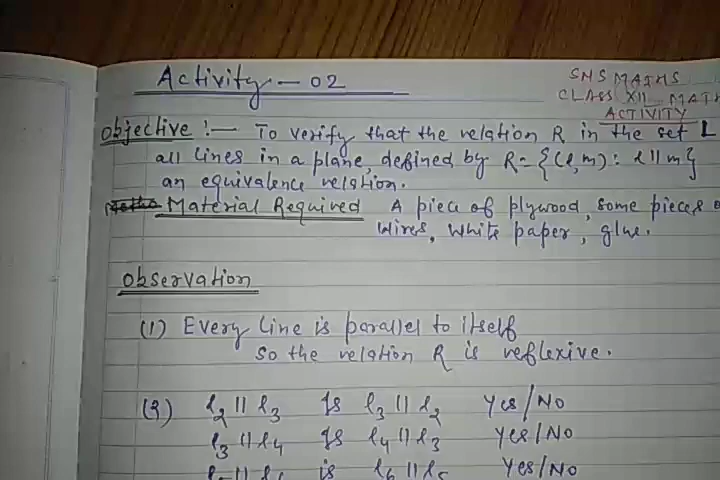 Activity - 02
SNS MATHS
CLASS XII MATH
ACTIVITY
Objective :- To verify that the relation R in the set L
all lines in a plane, defined by R = {(l, m) : l || m}
an equivalence relation.
Material Required A piece of plywood, some pieces
wires, white paper, glue.
Observation
(1) Every line is parallel to itself
So the relation R is reflexive.
(2) l₂ || l₃ Is l₃ || l₂ Yes/No
l₃ || l₄ Is l₄ || l₃ Yes/No
is l₆ || l₅ Yes/No